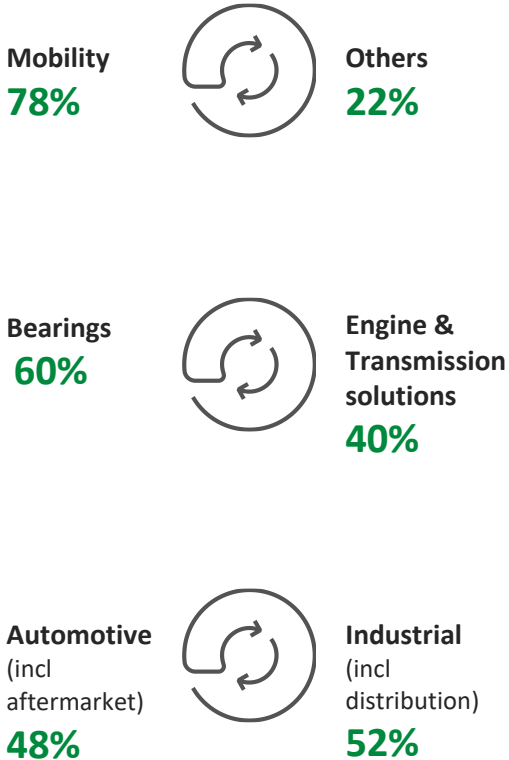 Mobility
78%
Others
22%
Bearings
60%
Engine &
Transmission
solutions
40%
Automotive
(incl
aftermarket)
48%
Industrial
(incl
distribution)
52%